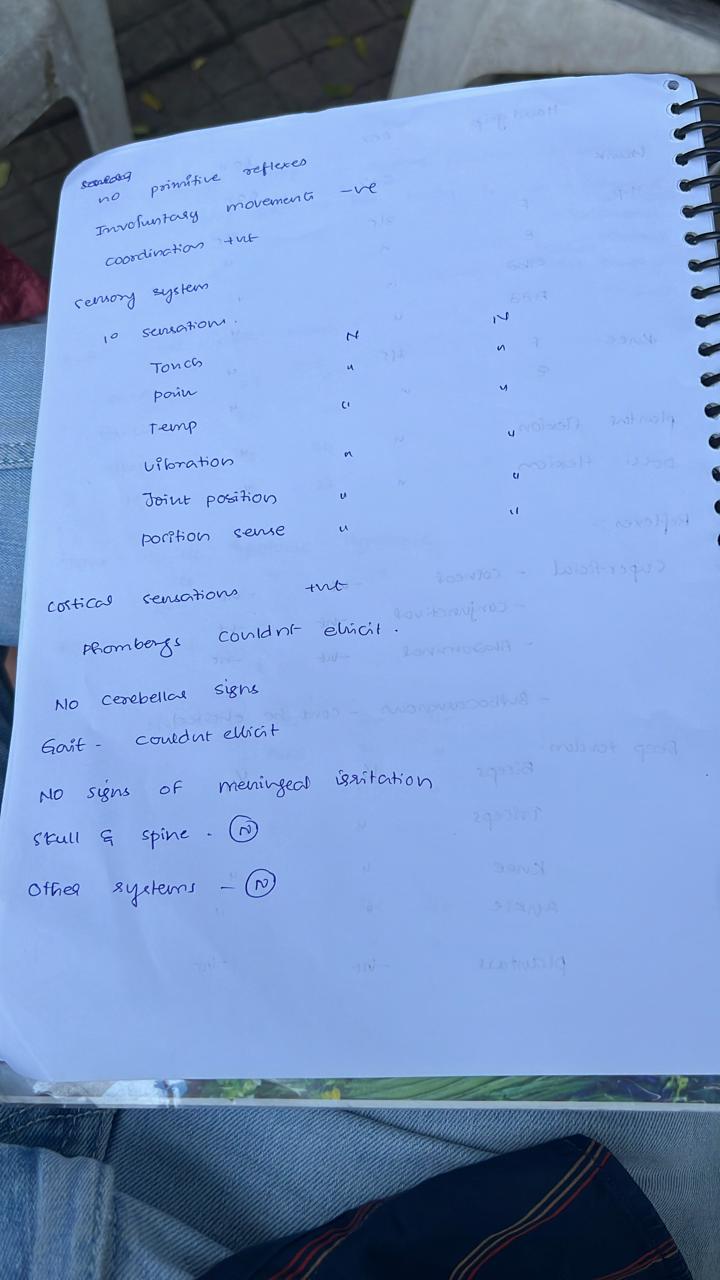 no primitive reflexes
Involuntary movements -ve
coordination +nt
sensory system
1° sensations.
N N
Touch " "
pain " "
Temp " "
vibration " "
Joint position " "
position sense " "
cortical sensations +nt
Rhombergs couldnt elicit.
No cerebellar signs
Gait - couldnt ellicit
No signs of meningeal irritation
Skull & spine - N
Other systems - N